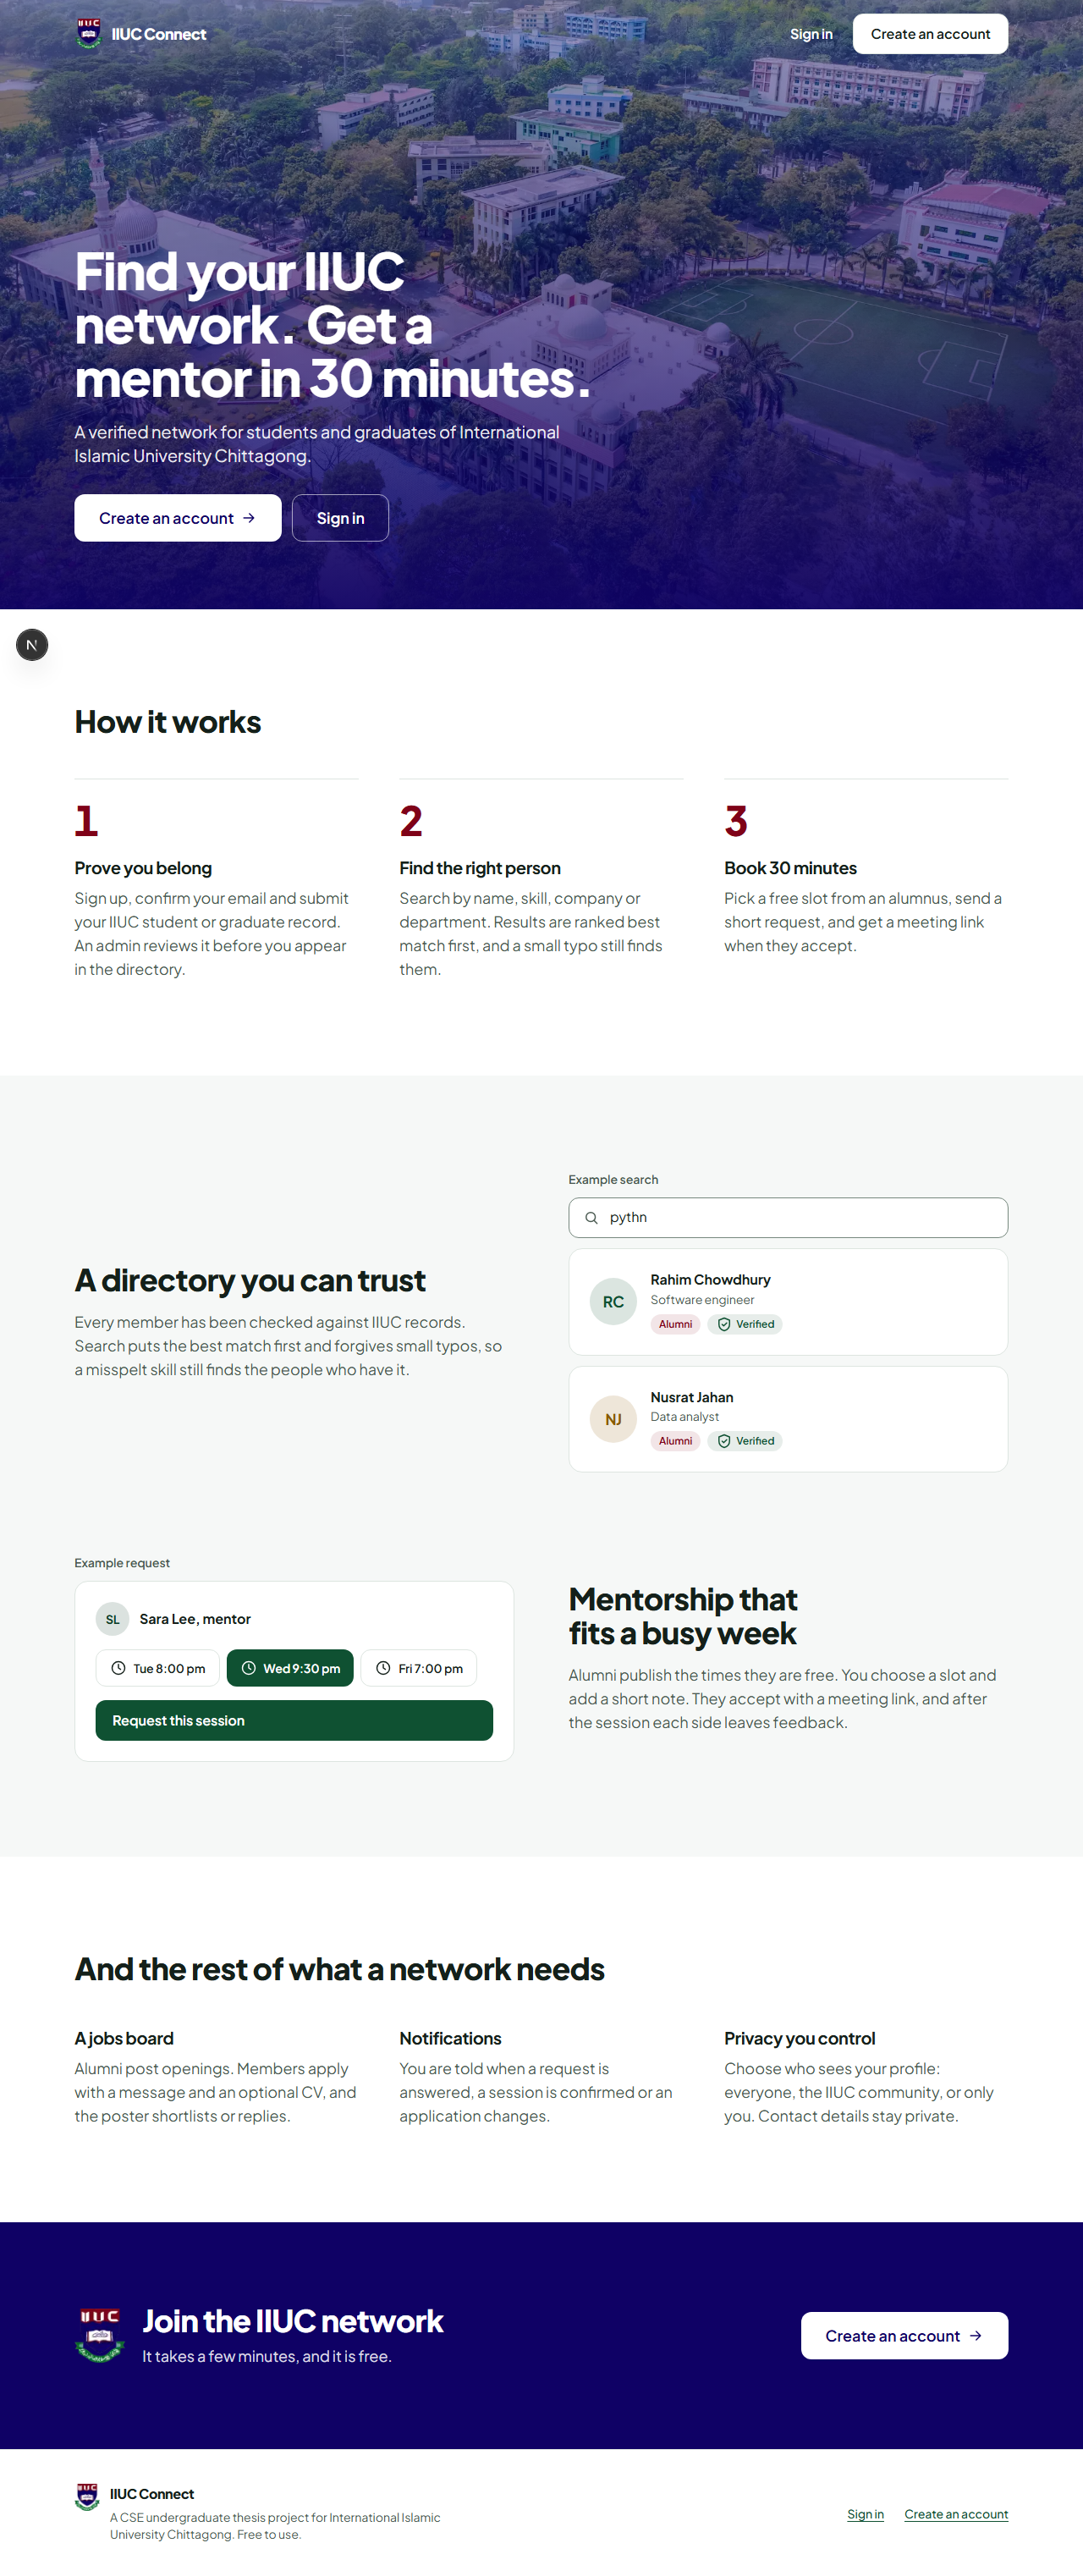 IIUC
IIUC Connect
Sign in
Create an account
Find your IIUC
network. Get a
mentor in 30 minutes.
A verified network for students and graduates of International
Islamic University Chittagong.
Create an account →
Sign in
N
How it works
1
Prove you belong
Sign up, confirm your email and submit
your IIUC student or graduate record.
An admin reviews it before you appear
in the directory.
2
Find the right person
Search by name, skill, company or
department. Results are ranked best
match first, and a small typo still finds
them.
3
Book 30 minutes
Pick a free slot from an alumnus, send a
short request, and get a meeting link
when they accept.
A directory you can trust
Every member has been checked against IIUC records.
Search puts the best match first and forgives small typos, so
a misspelt skill still finds the people who have it.
Example search
pythn
RC
Rahim Chowdhury
Software engineer
Alumni
Verified
NJ
Nusrat Jahan
Data analyst
Alumni
Verified
Example request
SL
Sara Lee, mentor
Tue 8:00 pm
Wed 9:30 pm
Fri 7:00 pm
Request this session
Mentorship that
fits a busy week
Alumni publish the times they are free. You choose a slot and
add a short note. They accept with a meeting link, and after
the session each side leaves feedback.
And the rest of what a network needs
A jobs board
Alumni post openings. Members apply
with a message and an optional CV, and
the poster shortlists or replies.
Notifications
You are told when a request is
answered, a session is confirmed or an
application changes.
Privacy you control
Choose who sees your profile:
everyone, the IIUC community, or only
you. Contact details stay private.
IIUC
Join the IIUC network
It takes a few minutes, and it is free.
Create an account →
IIUC
IIUC Connect
A CSE undergraduate thesis project for International Islamic
University Chittagong. Free to use.
Sign in
Create an account